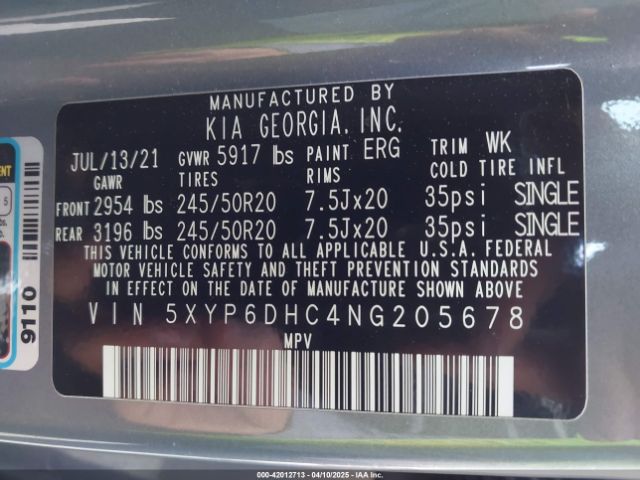 MANUFACTURED BY
KIA GEORGIA, INC.
JUL/13/21 GVWR 5917 lbs PAINT ERG TRIM WK
GAWR TIRES RIMS COLD TIRE INFL
FRONT 2954 lbs 245/50R20 7.5Jx20 35psi SINGLE
REAR 3196 lbs 245/50R20 7.5Jx20 35psi SINGLE
THIS VEHICLE CONFORMS TO ALL APPLICABLE U.S.A. FEDERAL
MOTOR VEHICLE SAFETY AND THEFT PREVENTION STANDARDS
IN EFFECT ON THE DATE OF MANUFACTURE SHOWN ABOVE.
VIN 5XYP6DHC4NG205678
MPV
5
9110
000-42012713 - 04/10/2025 - IAA Inc.